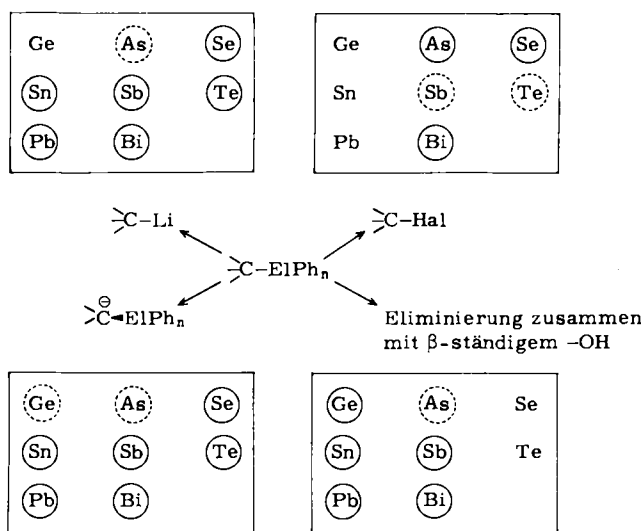 Ge As Se
Sn Sb Te
Pb Bi
Ge As Se
Sn Sb Te
Pb Bi
C–Li
C–Hal
C–ElPhₙ
C⊖ ElPhₙ
Eliminierung zusammen
mit β-ständigem –OH
Ge As Se
Sn Sb Te
Pb Bi
Ge As Se
Sn Sb Te
Pb Bi